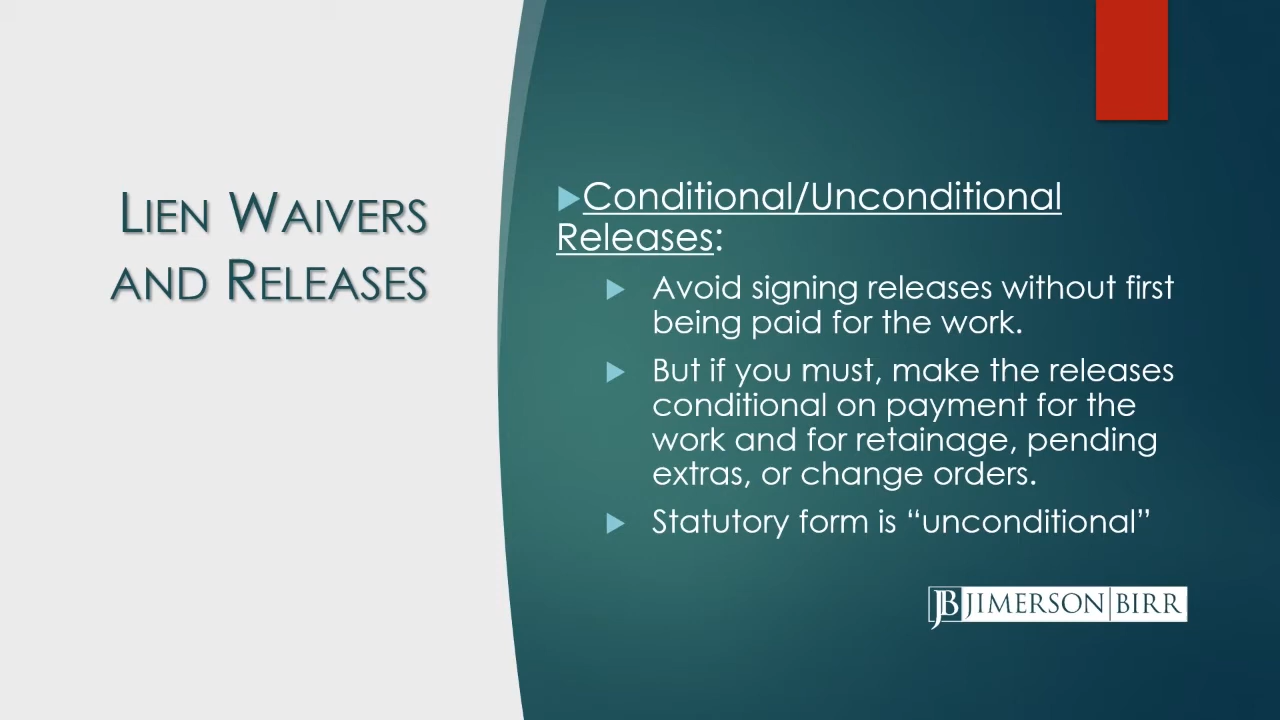 Lien Waivers
and Releases
Conditional/Unconditional
Releases:
Avoid signing releases without first
being paid for the work.
But if you must, make the releases
conditional on payment for the
work and for retainage, pending
extras, or change orders.
Statutory form is “unconditional”
JB JIMERSON BIRR